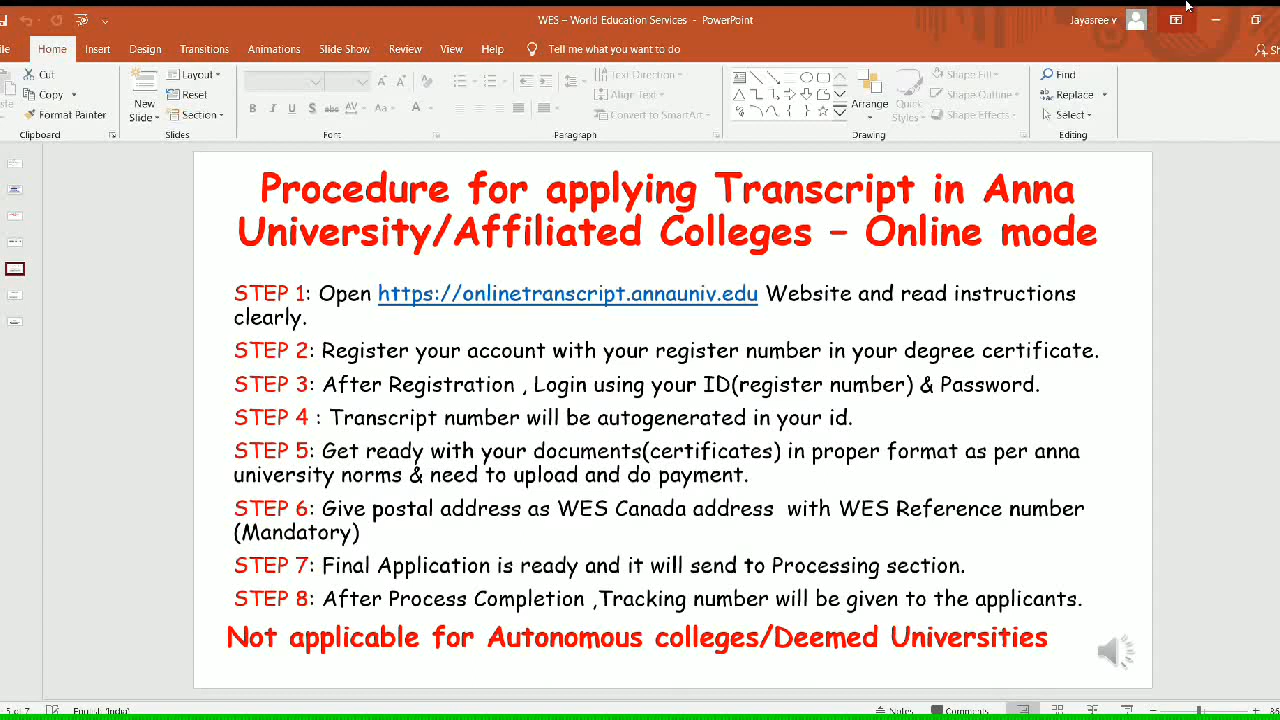 WES – World Education Services - PowerPoint
Jayasree v
Home Insert Design Transitions Animations Slide Show Review View Help Tell me what you want to do
Cut
Copy
Format Painter
Clipboard
New Slide
Layout
Reset
Section
Slides
B I U S abc AV Aa A
Font
Text Direction
Align Text
Convert to SmartArt
Paragraph
Arrange
Quick Styles
Shape Fill
Shape Outline
Shape Effects
Drawing
Find
Replace
Select
Editing
Procedure for applying Transcript in Anna
University/Affiliated Colleges – Online mode
STEP 1: Open https://onlinetranscript.annauniv.edu Website and read instructions
clearly.
STEP 2: Register your account with your register number in your degree certificate.
STEP 3: After Registration , Login using your ID(register number) & Password.
STEP 4 : Transcript number will be autogenerated in your id.
STEP 5: Get ready with your documents(certificates) in proper format as per anna
university norms & need to upload and do payment.
STEP 6: Give postal address as WES Canada address with WES Reference number
(Mandatory)
STEP 7: Final Application is ready and it will send to Processing section.
STEP 8: After Process Completion ,Tracking number will be given to the applicants.
Not applicable for Autonomous colleges/Deemed Universities
5 of 7 English (India) Notes Comments